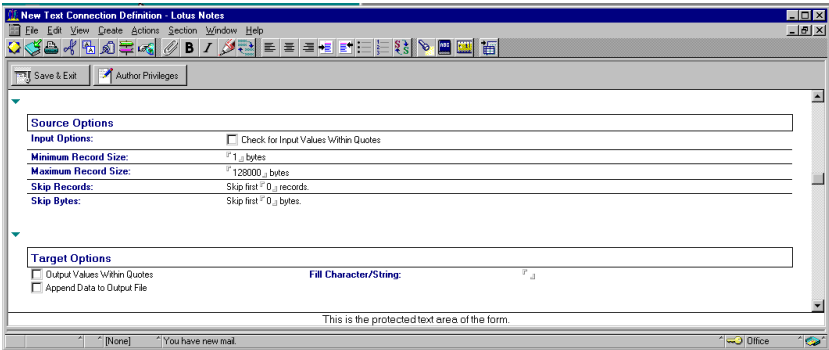 New Text Connection Definition - Lotus Notes
File Edit View Create Actions Section Window Help
B I
Save & Exit Author Privileges
Source Options
Input Options: Check for Input Values Within Quotes
Minimum Record Size: 1 bytes
Maximum Record Size: 128000 bytes
Skip Records: Skip first 0 records.
Skip Bytes: Skip first 0 bytes.
Target Options
Output Values Within Quotes Fill Character/String:
Append Data to Output File
This is the protected text area of the form.
[None] You have new mail. Office